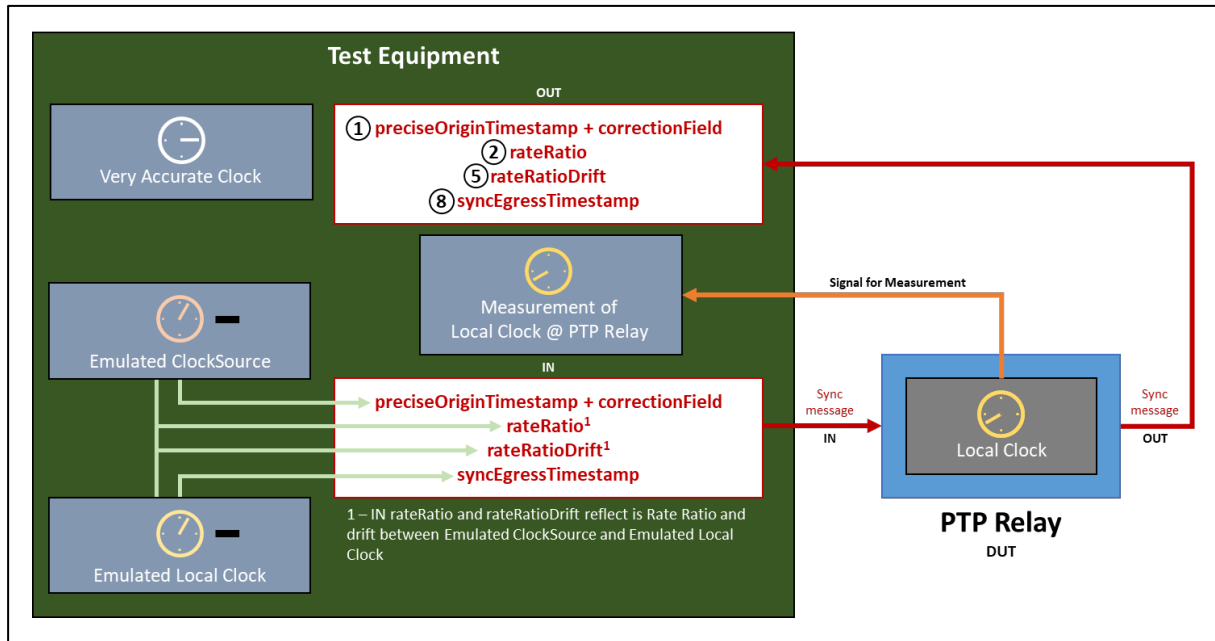 Test Equipment
OUT
① preciseOriginTimestamp + correctionField
② rateRatio
⑤ rateRatioDrift
⑧ syncEgressTimestamp
Very Accurate Clock
Measurement of
Local Clock @ PTP Relay
Signal for Measurement
Emulated ClockSource
IN
preciseOriginTimestamp + correctionField
rateRatio¹
rateRatioDrift¹
syncEgressTimestamp
Sync
message
IN
Local Clock
Sync
message
OUT
1 – IN rateRatio and rateRatioDrift reflect is Rate Ratio and
drift between Emulated ClockSource and Emulated Local
Clock
Emulated Local Clock
PTP Relay
DUT